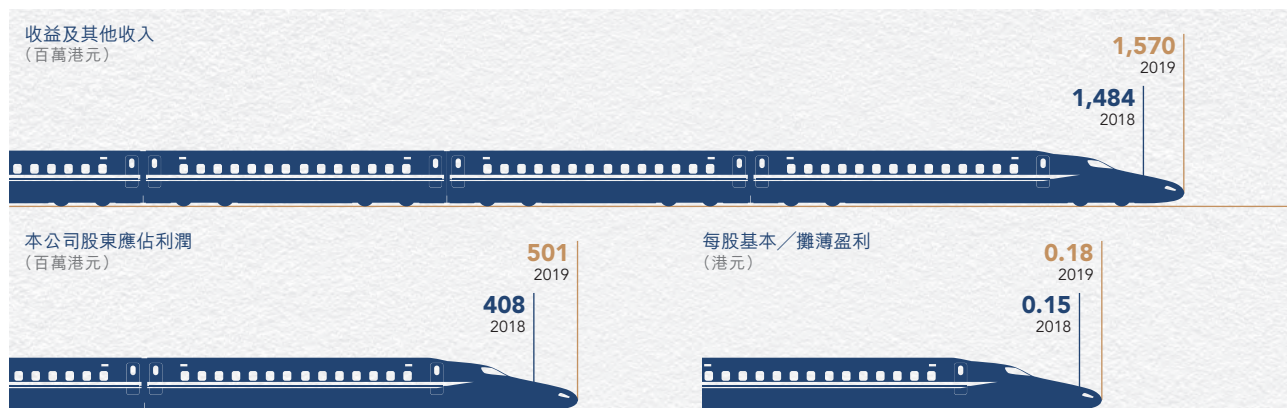 收益及其他收入
（百萬港元）
1,570
2019
1,484
2018
本公司股東應佔利潤
（百萬港元）
501
2019
408
2018
每股基本／攤薄盈利
（港元）
0.18
2019
0.15
2018